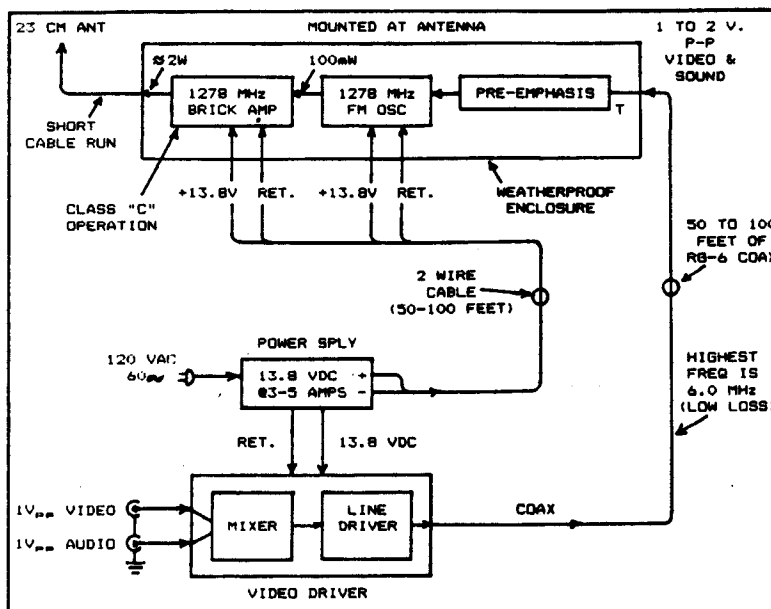 23 CM ANT
MOUNTED AT ANTENNA
1 TO 2 V.
P-P
VIDEO &
SOUND
≈2W
100mW
1278 MHz
BRICK AMP
1278 MHz
FM OSC
PRE-EMPHASIS
T
SHORT
CABLE RUN
+13.8V
RET.
+13.8V
RET.
WEATHERPROOF
ENCLOSURE
CLASS "C"
OPERATION
50 TO 100
FEET OF
RG-6 COAX
2 WIRE
CABLE
(50-100 FEET)
POWER SPLY
120 VAC
60~
13.8 VDC +
@3-5 AMPS -
HIGHEST
FREQ IS
6.0 MHz
(LOW LOSS)
RET.
13.8 VDC
1Vpp VIDEO
1Vpp AUDIO
MIXER
LINE
DRIVER
COAX
VIDEO DRIVER